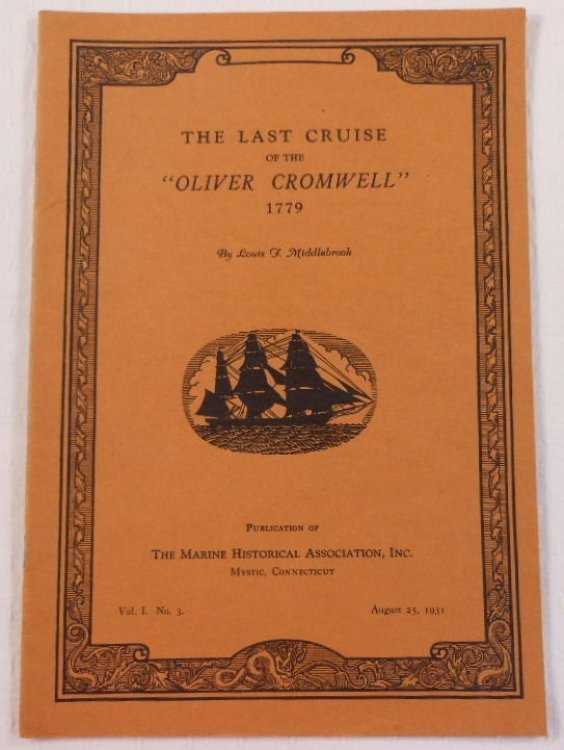 THE LAST CRUISE
OF THE
"OLIVER CROMWELL"
1779
By Louis F. Middlebrook
PUBLICATION OF
THE MARINE HISTORICAL ASSOCIATION, INC.
MYSTIC, CONNECTICUT
Vol. I. No. 3.
August 25, 1931